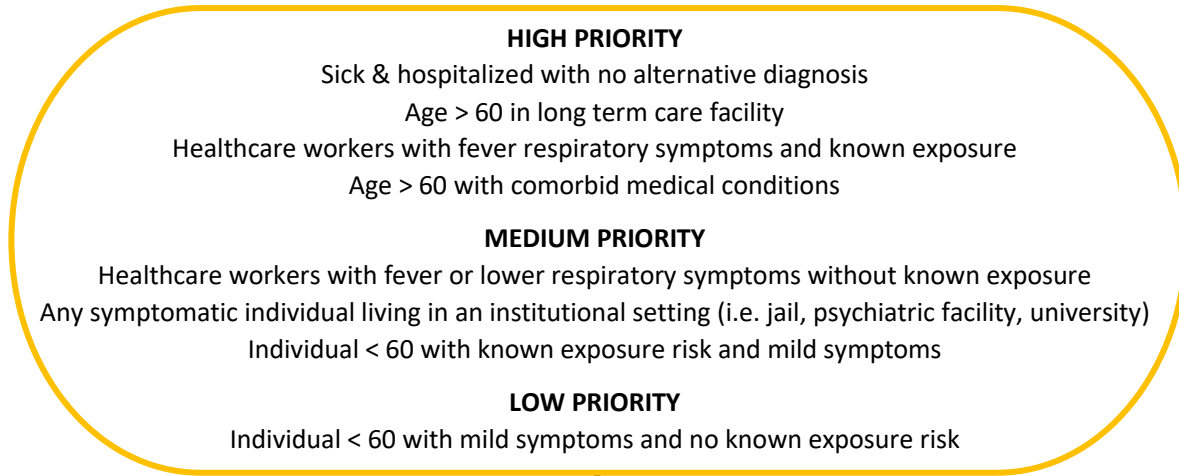 HIGH PRIORITY
Sick & hospitalized with no alternative diagnosis
Age > 60 in long term care facility
Healthcare workers with fever respiratory symptoms and known exposure
Age > 60 with comorbid medical conditions
MEDIUM PRIORITY
Healthcare workers with fever or lower respiratory symptoms without known exposure
Any symptomatic individual living in an institutional setting (i.e. jail, psychiatric facility, university)
Individual < 60 with known exposure risk and mild symptoms
LOW PRIORITY
Individual < 60 with mild symptoms and no known exposure risk